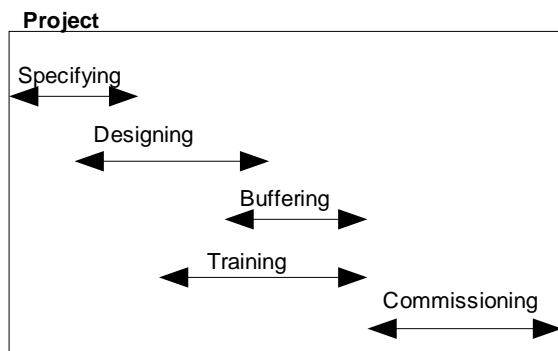 Project
Specifying
Designing
Buffering
Training
Commissioning